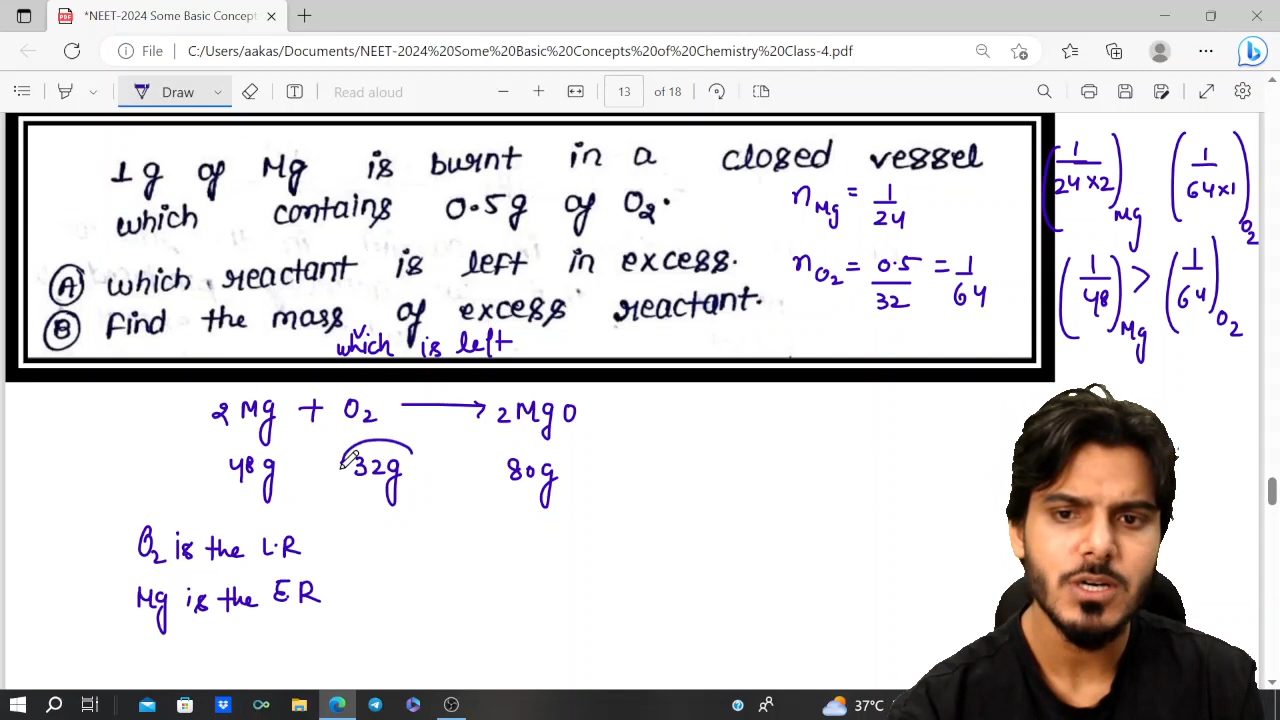 *NEET-2024 Some Basic Concept
File C:/Users/aakas/Documents/NEET-2024%20Some%20Basic%20Concepts%20of%20Chemistry%20Class-4.pdf
Draw Read aloud 13 of 18
1g of Mg is burnt in a closed vessel
which contains 0.5g of O₂.
(A) which reactant is left in excess.
(B) Find the mass of excess reactant.
which is left
n Mg = 1/24
n O₂ = 0.5/32 = 1/64
(1/24×2) Mg (1/64×1) O₂
(1/48) Mg > (1/64) O₂
2Mg + O₂ ⟶ 2MgO
48g 32g 80g
O₂ is the L.R
Mg is the ER
37°C